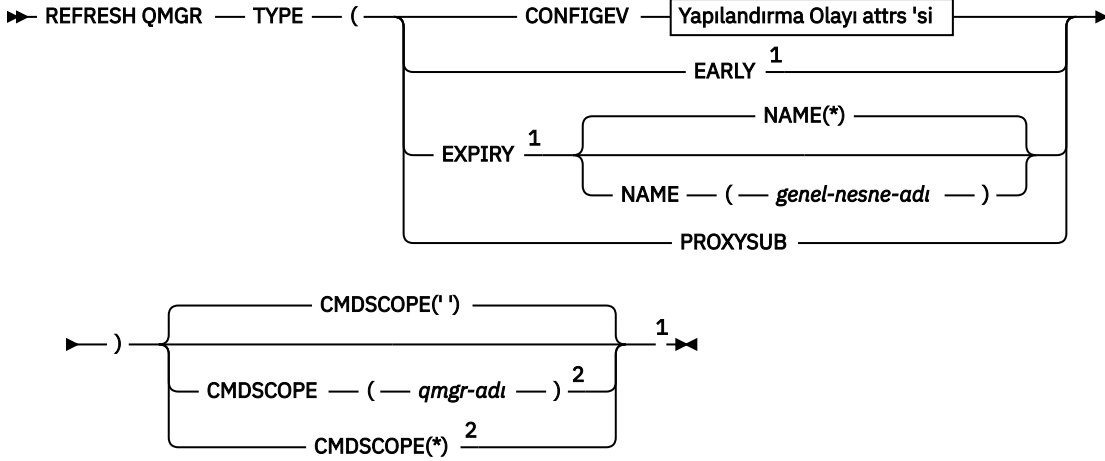 REFRESH QMGR TYPE ( CONFIGEV Yapılandırma Olayı attrs 'si
EARLY 1
NAME(*)
EXPIRY 1
NAME ( genel-nesne-adı )
PROXYSUB
CMDSCOPE(' ')
) 1
CMDSCOPE ( qmgr-adı ) 2
CMDSCOPE(*) 2